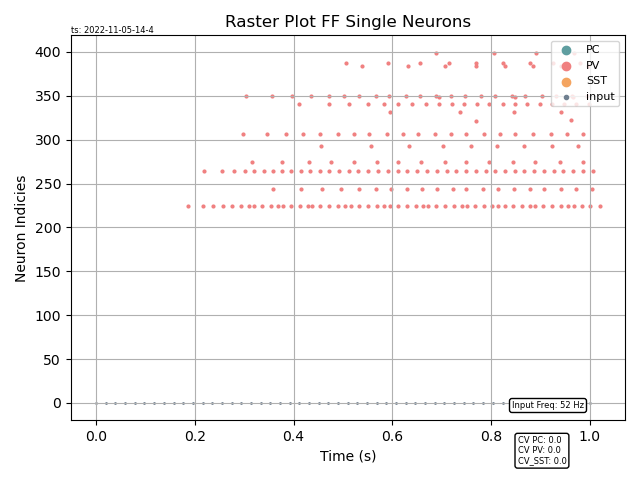 Raster Plot FF Single Neurons
ts: 2022-11-05-14-4
400
350
300
250
200
150
100
50
0
Neuron Indicies
PC
PV
SST
input
Input Freq: 52 Hz
0.0 0.2 0.4 0.6 0.8 1.0
Time (s)
CV PC: 0.0
CV PV: 0.0
CV_SST: 0.0